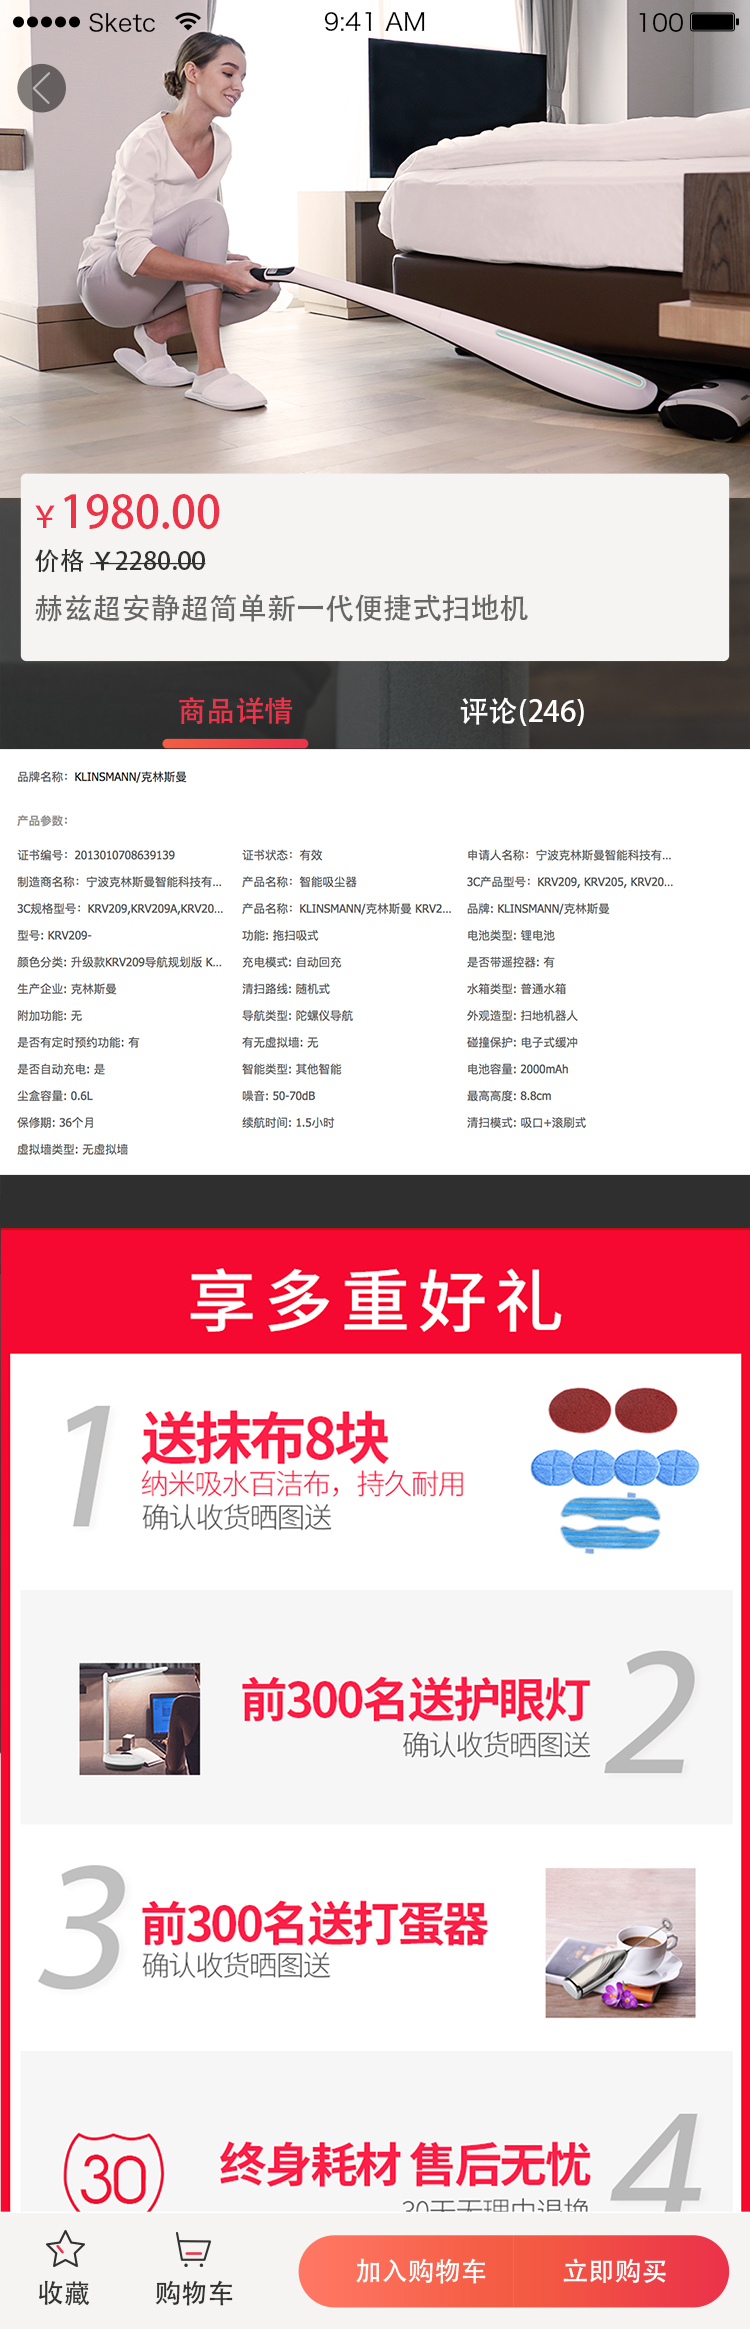 Sketc 9:41 AM 100
¥1980.00
价格 ¥2280.00
赫兹超安静超简单新一代便捷式扫地机
商品详情 评论(246)
品牌名称：KLINSMANN/克林斯曼
产品参数：
证书编号：2013010708639139 证书状态：有效 申请人名称：宁波克林斯曼智能科技有...
制造商名称：宁波克林斯曼智能科技有... 产品名称：智能吸尘器 3C产品型号：KRV209, KRV205, KRV20...
3C规格型号：KRV209,KRV209A,KRV20... 产品名称：KLINSMANN/克林斯曼 KRV2... 品牌: KLINSMANN/克林斯曼
型号: KRV209- 功能: 拖扫吸式 电池类型: 锂电池
颜色分类: 升级款KRV209导航规划版 K... 充电模式: 自动回充 是否带遥控器: 有
生产企业: 克林斯曼 清扫路线: 随机式 水箱类型: 普通水箱
附加功能: 无 导航类型: 陀螺仪导航 外观造型: 扫地机器人
是否有定时预约功能: 有 有无虚拟墙: 无 碰撞保护: 电子式缓冲
是否自动充电: 是 智能类型: 其他智能 电池容量: 2000mAh
尘盒容量: 0.6L 噪音: 50-70dB 最高高度: 8.8cm
保修期: 36个月 续航时间: 1.5小时 清扫模式: 吸口+滚刷式
虚拟墙类型: 无虚拟墙
享多重好礼
1
送抹布8块
纳米吸水百洁布，持久耐用
确认收货晒图送
前300名送护眼灯
确认收货晒图送
2
3
前300名送打蛋器
确认收货晒图送
30
终身耗材 售后无忧
30天无理由退换
4
收藏 购物车 加入购物车 立即购买